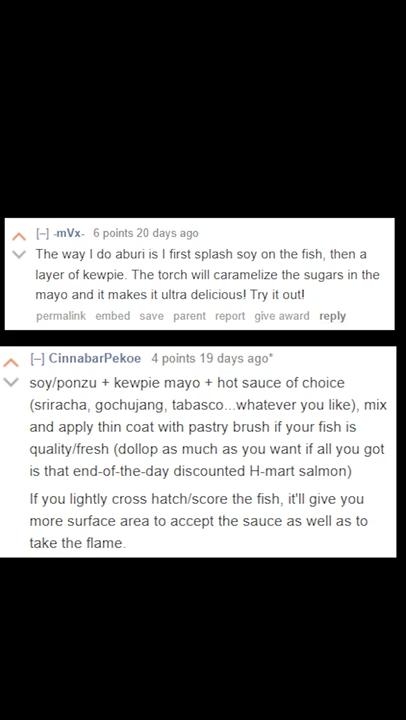 [–] -mVx- 6 points 20 days ago
The way I do aburi is I first splash soy on the fish, then a
layer of kewpie. The torch will caramelize the sugars in the
mayo and it makes it ultra delicious! Try it out!
permalink embed save parent report give award reply
[–] CinnabarPekoe 4 points 19 days ago*
soy/ponzu + kewpie mayo + hot sauce of choice
(sriracha, gochujang, tabasco...whatever you like), mix
and apply thin coat with pastry brush if your fish is
quality/fresh (dollop as much as you want if all you got
is that end-of-the-day discounted H-mart salmon)
If you lightly cross hatch/score the fish, it'll give you
more surface area to accept the sauce as well as to
take the flame.